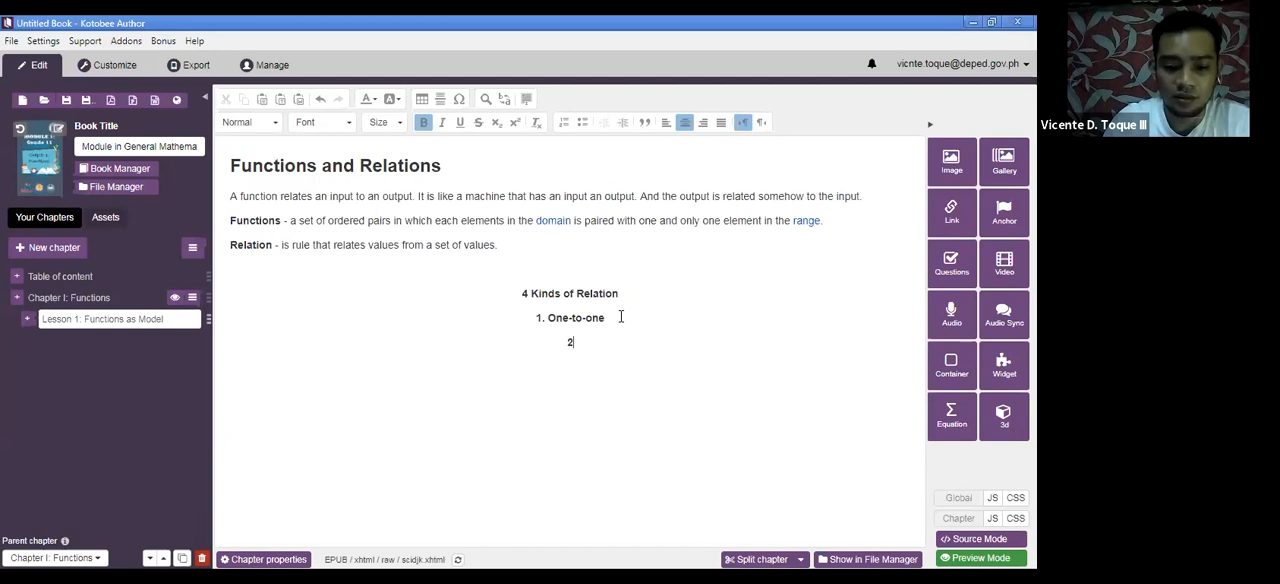 Untitled Book - Kotobee Author
File Settings Support Addons Bonus Help
Edit Customize Export Manage vicnte.toque@deped.gov.ph
Book Title
Module in General Mathema
Book Manager
File Manager
Your Chapters Assets
New chapter
Table of content
Chapter I: Functions
Lesson 1: Functions as Model
Parent chapter
Chapter I: Functions
Normal Font Size B I U S x₂ x² Ix
Functions and Relations
A function relates an input to an output. It is like a machine that has an input an output. And the output is related somehow to the input.
Functions - a set of ordered pairs in which each elements in the domain is paired with one and only one element in the range.
Relation - is rule that relates values from a set of values.
4 Kinds of Relation
1. One-to-one
2
Chapter properties EPUB / xhtml / raw / scidjk.xhtml Split chapter Show in File Manager
Image Gallery
Link Anchor
Questions Video
Audio Audio Sync
Container Widget
Equation 3d
Global JS CSS
Chapter JS CSS
Source Mode
Preview Mode
Vicente D. Toque III